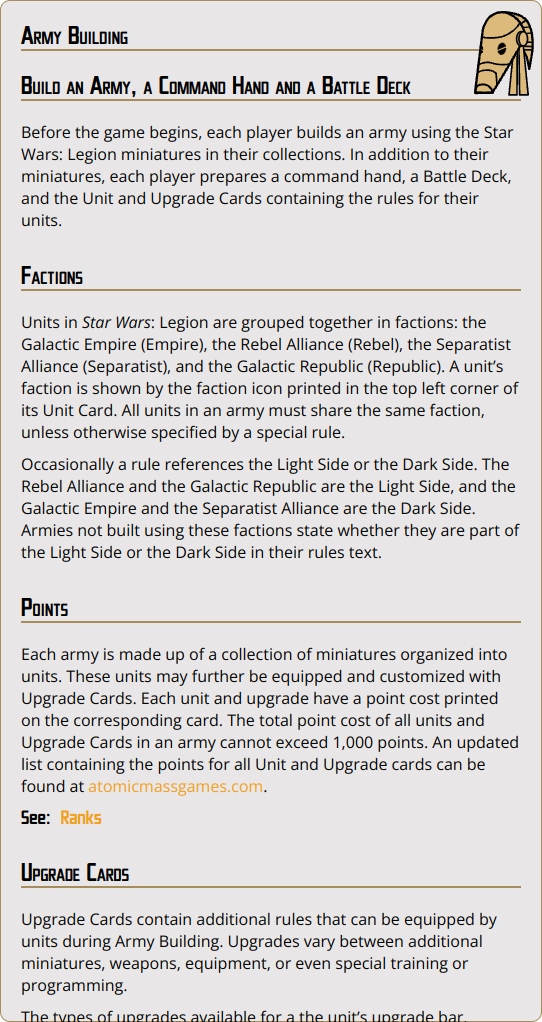 Army Building
Build an Army, a Command Hand and a Battle Deck
Before the game begins, each player builds an army using the Star
Wars: Legion miniatures in their collections. In addition to their
miniatures, each player prepares a command hand, a Battle Deck,
and the Unit and Upgrade Cards containing the rules for their
units.
Factions
Units in Star Wars: Legion are grouped together in factions: the
Galactic Empire (Empire), the Rebel Alliance (Rebel), the Separatist
Alliance (Separatist), and the Galactic Republic (Republic). A unit’s
faction is shown by the faction icon printed in the top left corner of
its Unit Card. All units in an army must share the same faction,
unless otherwise specified by a special rule.
Occasionally a rule references the Light Side or the Dark Side. The
Rebel Alliance and the Galactic Republic are the Light Side, and the
Galactic Empire and the Separatist Alliance are the Dark Side.
Armies not built using these factions state whether they are part of
the Light Side or the Dark Side in their rules text.
Points
Each army is made up of a collection of miniatures organized into
units. These units may further be equipped and customized with
Upgrade Cards. Each unit and upgrade have a point cost printed
on the corresponding card. The total point cost of all units and
Upgrade Cards in an army cannot exceed 1,000 points. An updated
list containing the points for all Unit and Upgrade cards can be
found at atomicmassgames.com.
See: Ranks
Upgrade Cards
Upgrade Cards contain additional rules that can be equipped by
units during Army Building. Upgrades vary between additional
miniatures, weapons, equipment, or even special training or
programming.
The types of upgrades available for a the unit’s upgrade bar.